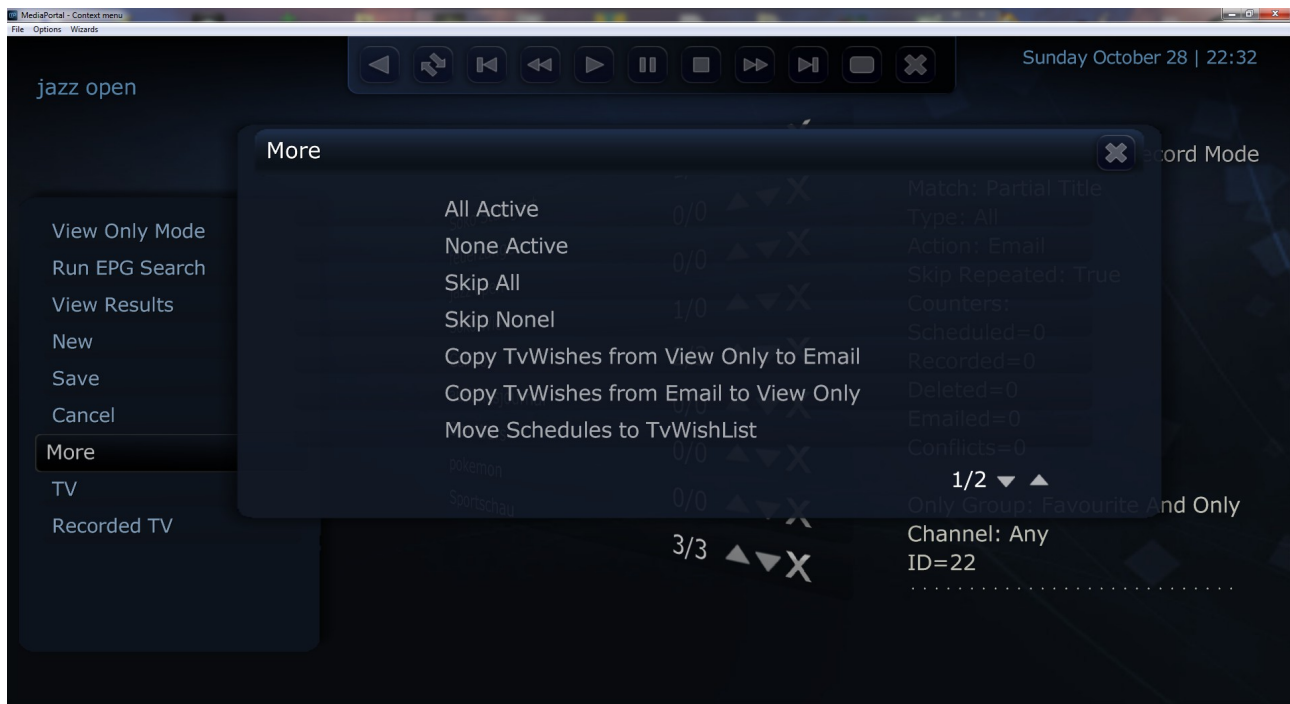 MediaPortal - Context menu
File Options Wizards
Sunday October 28 | 22:32
jazz open
More
cord Mode
Match: Partial Title
0/0
Type: All
0/0
Action: Email
Skip Repeated: True
1/0
Counters:
Scheduled=0
Recorded=0
Deleted=0
Emailed=0
0/0
Conflicts=0
pokemon
Sportschau
0/0
Only Group: Favourite And Only
3/3
Channel: Any
ID=22
All Active
None Active
Skip All
Skip Nonel
Copy TvWishes from View Only to Email
Copy TvWishes from Email to View Only
Move Schedules to TvWishList
1/2
View Only Mode
Run EPG Search
View Results
New
Save
Cancel
More
TV
Recorded TV